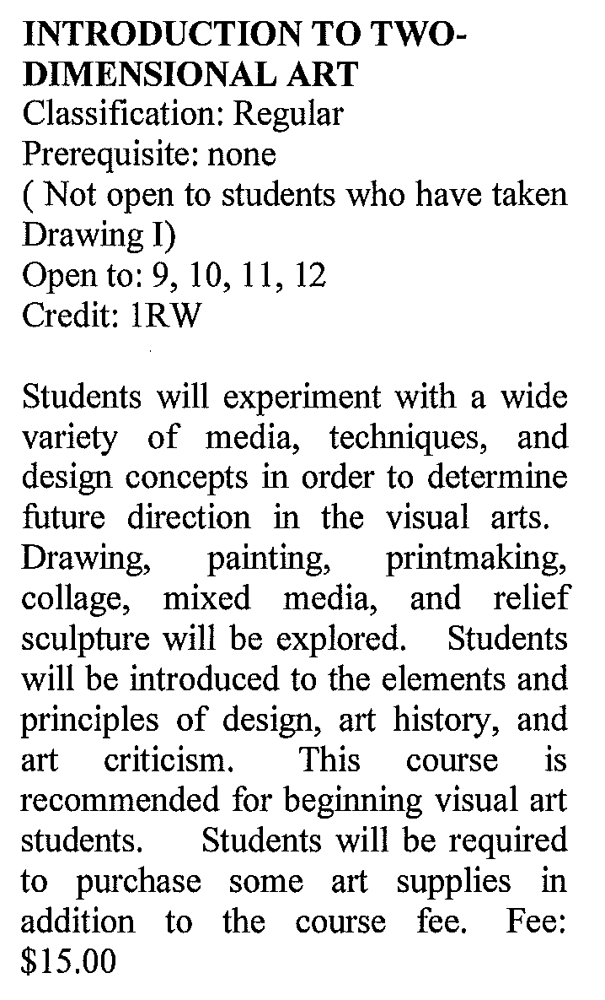 INTRODUCTION TO TWO-
DIMENSIONAL ART
Classification: Regular
Prerequisite: none
( Not open to students who have taken
Drawing I)
Open to: 9, 10, 11, 12
Credit: 1RW
Students will experiment with a wide
variety of media, techniques, and
design concepts in order to determine
future direction in the visual arts.
Drawing, painting, printmaking,
collage, mixed media, and relief
sculpture will be explored. Students
will be introduced to the elements and
principles of design, art history, and
art criticism. This course is
recommended for beginning visual art
students. Students will be required
to purchase some art supplies in
addition to the course fee. Fee:
$15.00